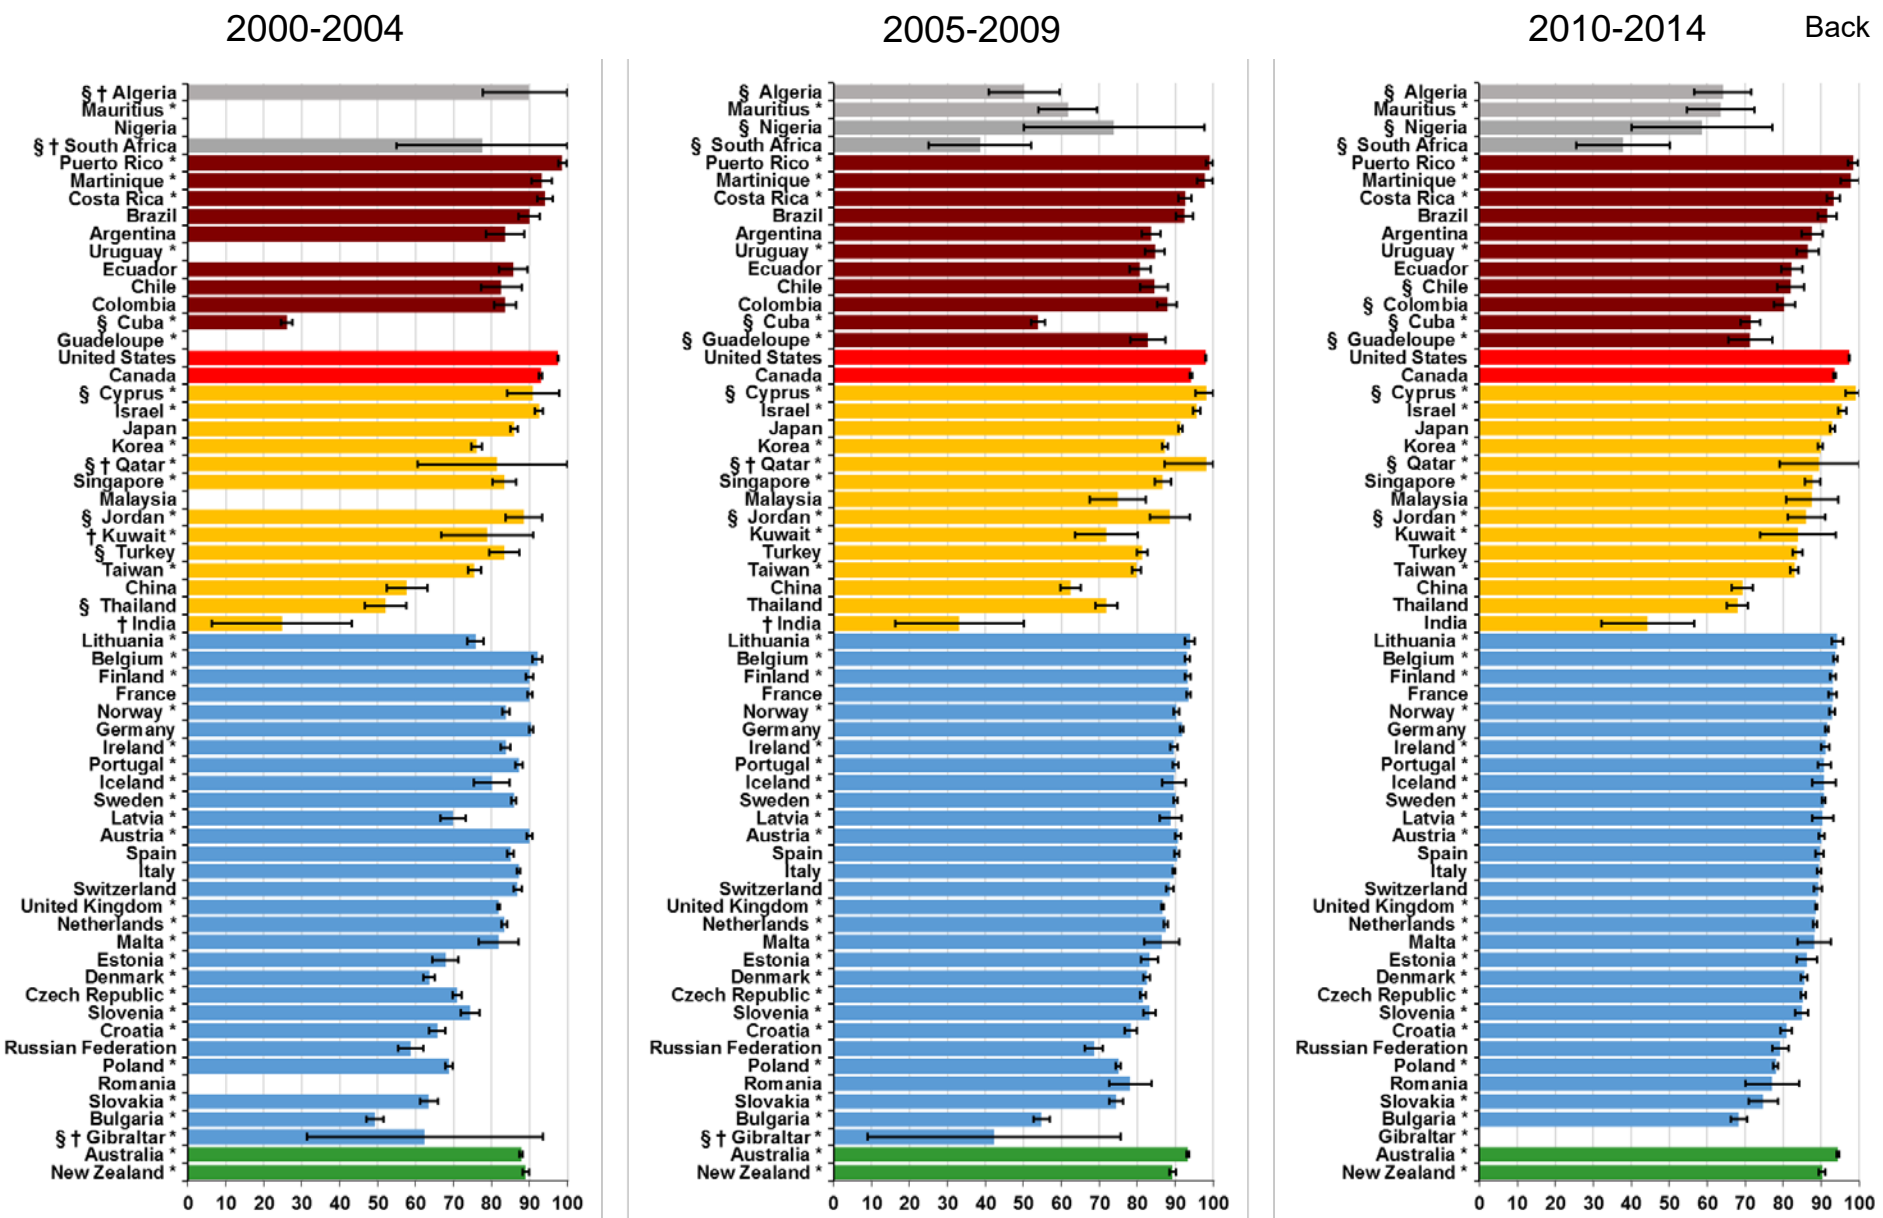 2000-2004
2005-2009
2010-2014
Back
§ † Algeria
Mauritius *
Nigeria
§ † South Africa
Puerto Rico *
Martinique *
Costa Rica *
Brazil
Argentina
Uruguay *
Ecuador
Chile
Colombia
§ Cuba *
Guadeloupe *
United States
Canada
§ Cyprus *
Israel *
Japan
Korea *
§ † Qatar *
Singapore *
Malaysia
§ Jordan *
† Kuwait *
§ Turkey
Taiwan *
China
§ Thailand
† India
Lithuania *
Belgium *
Finland *
France
Norway *
Germany
Ireland *
Portugal *
Iceland *
Sweden *
Latvia *
Austria *
Spain
Italy
Switzerland
United Kingdom *
Netherlands *
Malta *
Estonia *
Denmark *
Czech Republic *
Slovenia *
Croatia *
Russian Federation
Poland *
Romania
Slovakia *
Bulgaria *
§ † Gibraltar *
Australia *
New Zealand *
0 10 20 30 40 50 60 70 80 90 100
§ Algeria
Mauritius *
§ Nigeria
§ South Africa
Puerto Rico *
Martinique *
Costa Rica *
Brazil
Argentina
Uruguay *
Ecuador
Chile
Colombia
§ Cuba *
§ Guadeloupe *
United States
Canada
§ Cyprus *
Israel *
Japan
Korea *
§ † Qatar *
Singapore *
Malaysia
§ Jordan *
Kuwait *
Turkey
Taiwan *
China
Thailand
† India
Lithuania *
Belgium *
Finland *
France
Norway *
Germany
Ireland *
Portugal *
Iceland *
Sweden *
Latvia *
Austria *
Spain
Italy
Switzerland
United Kingdom *
Netherlands *
Malta *
Estonia *
Denmark *
Czech Republic *
Slovenia *
Croatia *
Russian Federation
Poland *
Romania
Slovakia *
Bulgaria *
§ † Gibraltar *
Australia *
New Zealand *
0 10 20 30 40 50 60 70 80 90 100
§ Algeria
Mauritius *
§ Nigeria
§ South Africa
Puerto Rico *
Martinique *
Costa Rica *
Brazil
Argentina
Uruguay *
Ecuador
§ Chile
§ Colombia
§ Cuba *
§ Guadeloupe *
United States
Canada
§ Cyprus *
Israel *
Japan
Korea *
§ Qatar *
Singapore *
Malaysia
§ Jordan *
Kuwait *
Turkey
Taiwan *
China
Thailand
India
Lithuania *
Belgium *
Finland *
France
Norway *
Germany
Ireland *
Portugal *
Iceland *
Sweden *
Latvia *
Austria *
Spain
Italy
Switzerland
United Kingdom *
Netherlands *
Malta *
Estonia *
Denmark *
Czech Republic *
Slovenia *
Croatia *
Russian Federation
Poland *
Romania
Slovakia *
Bulgaria *
Gibraltar *
Australia *
New Zealand *
0 10 20 30 40 50 60 70 80 90 100